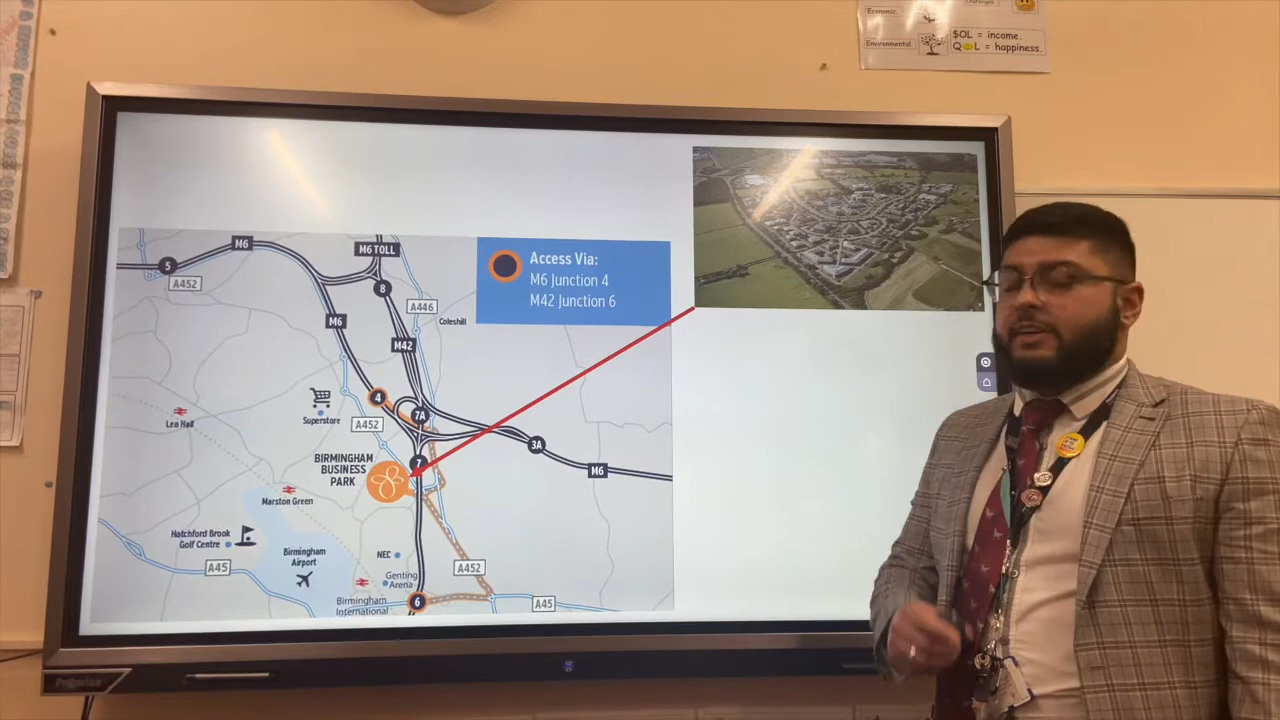 Economic.
Environmental
$OL = income.
QOL = happiness.
M6
M6 TOLL
5
A452
8
Access Via:
M6 Junction 4
M42 Junction 6
A446
Coleshill
M6
M42
4
Superstore
7A
Lea Hall
A452
3A
BIRMINGHAM
BUSINESS
PARK
7
M6
Marston Green
Hatchford Brook
Golf Centre
Birmingham
Airport
NEC
A45
A452
Genting
Arena
Birmingham
International
6
A45
Prowise